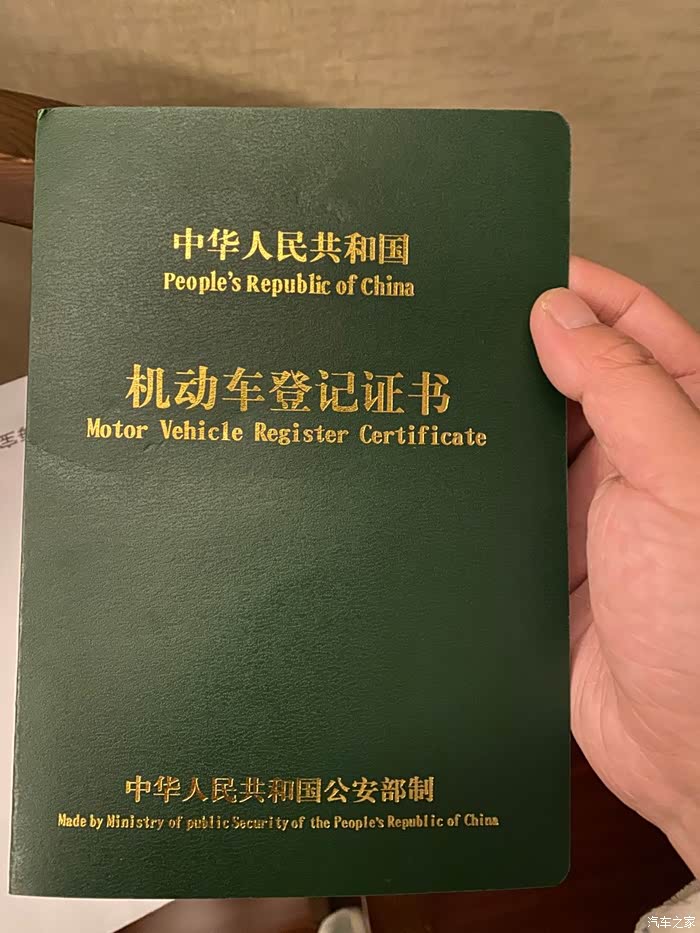 中华人民共和国
People's Republic of China
机动车登记证书
Motor Vehicle Register Certificate
中华人民共和国公安部制
Made by Ministry of public Security of the People's Republic of China
汽车之家